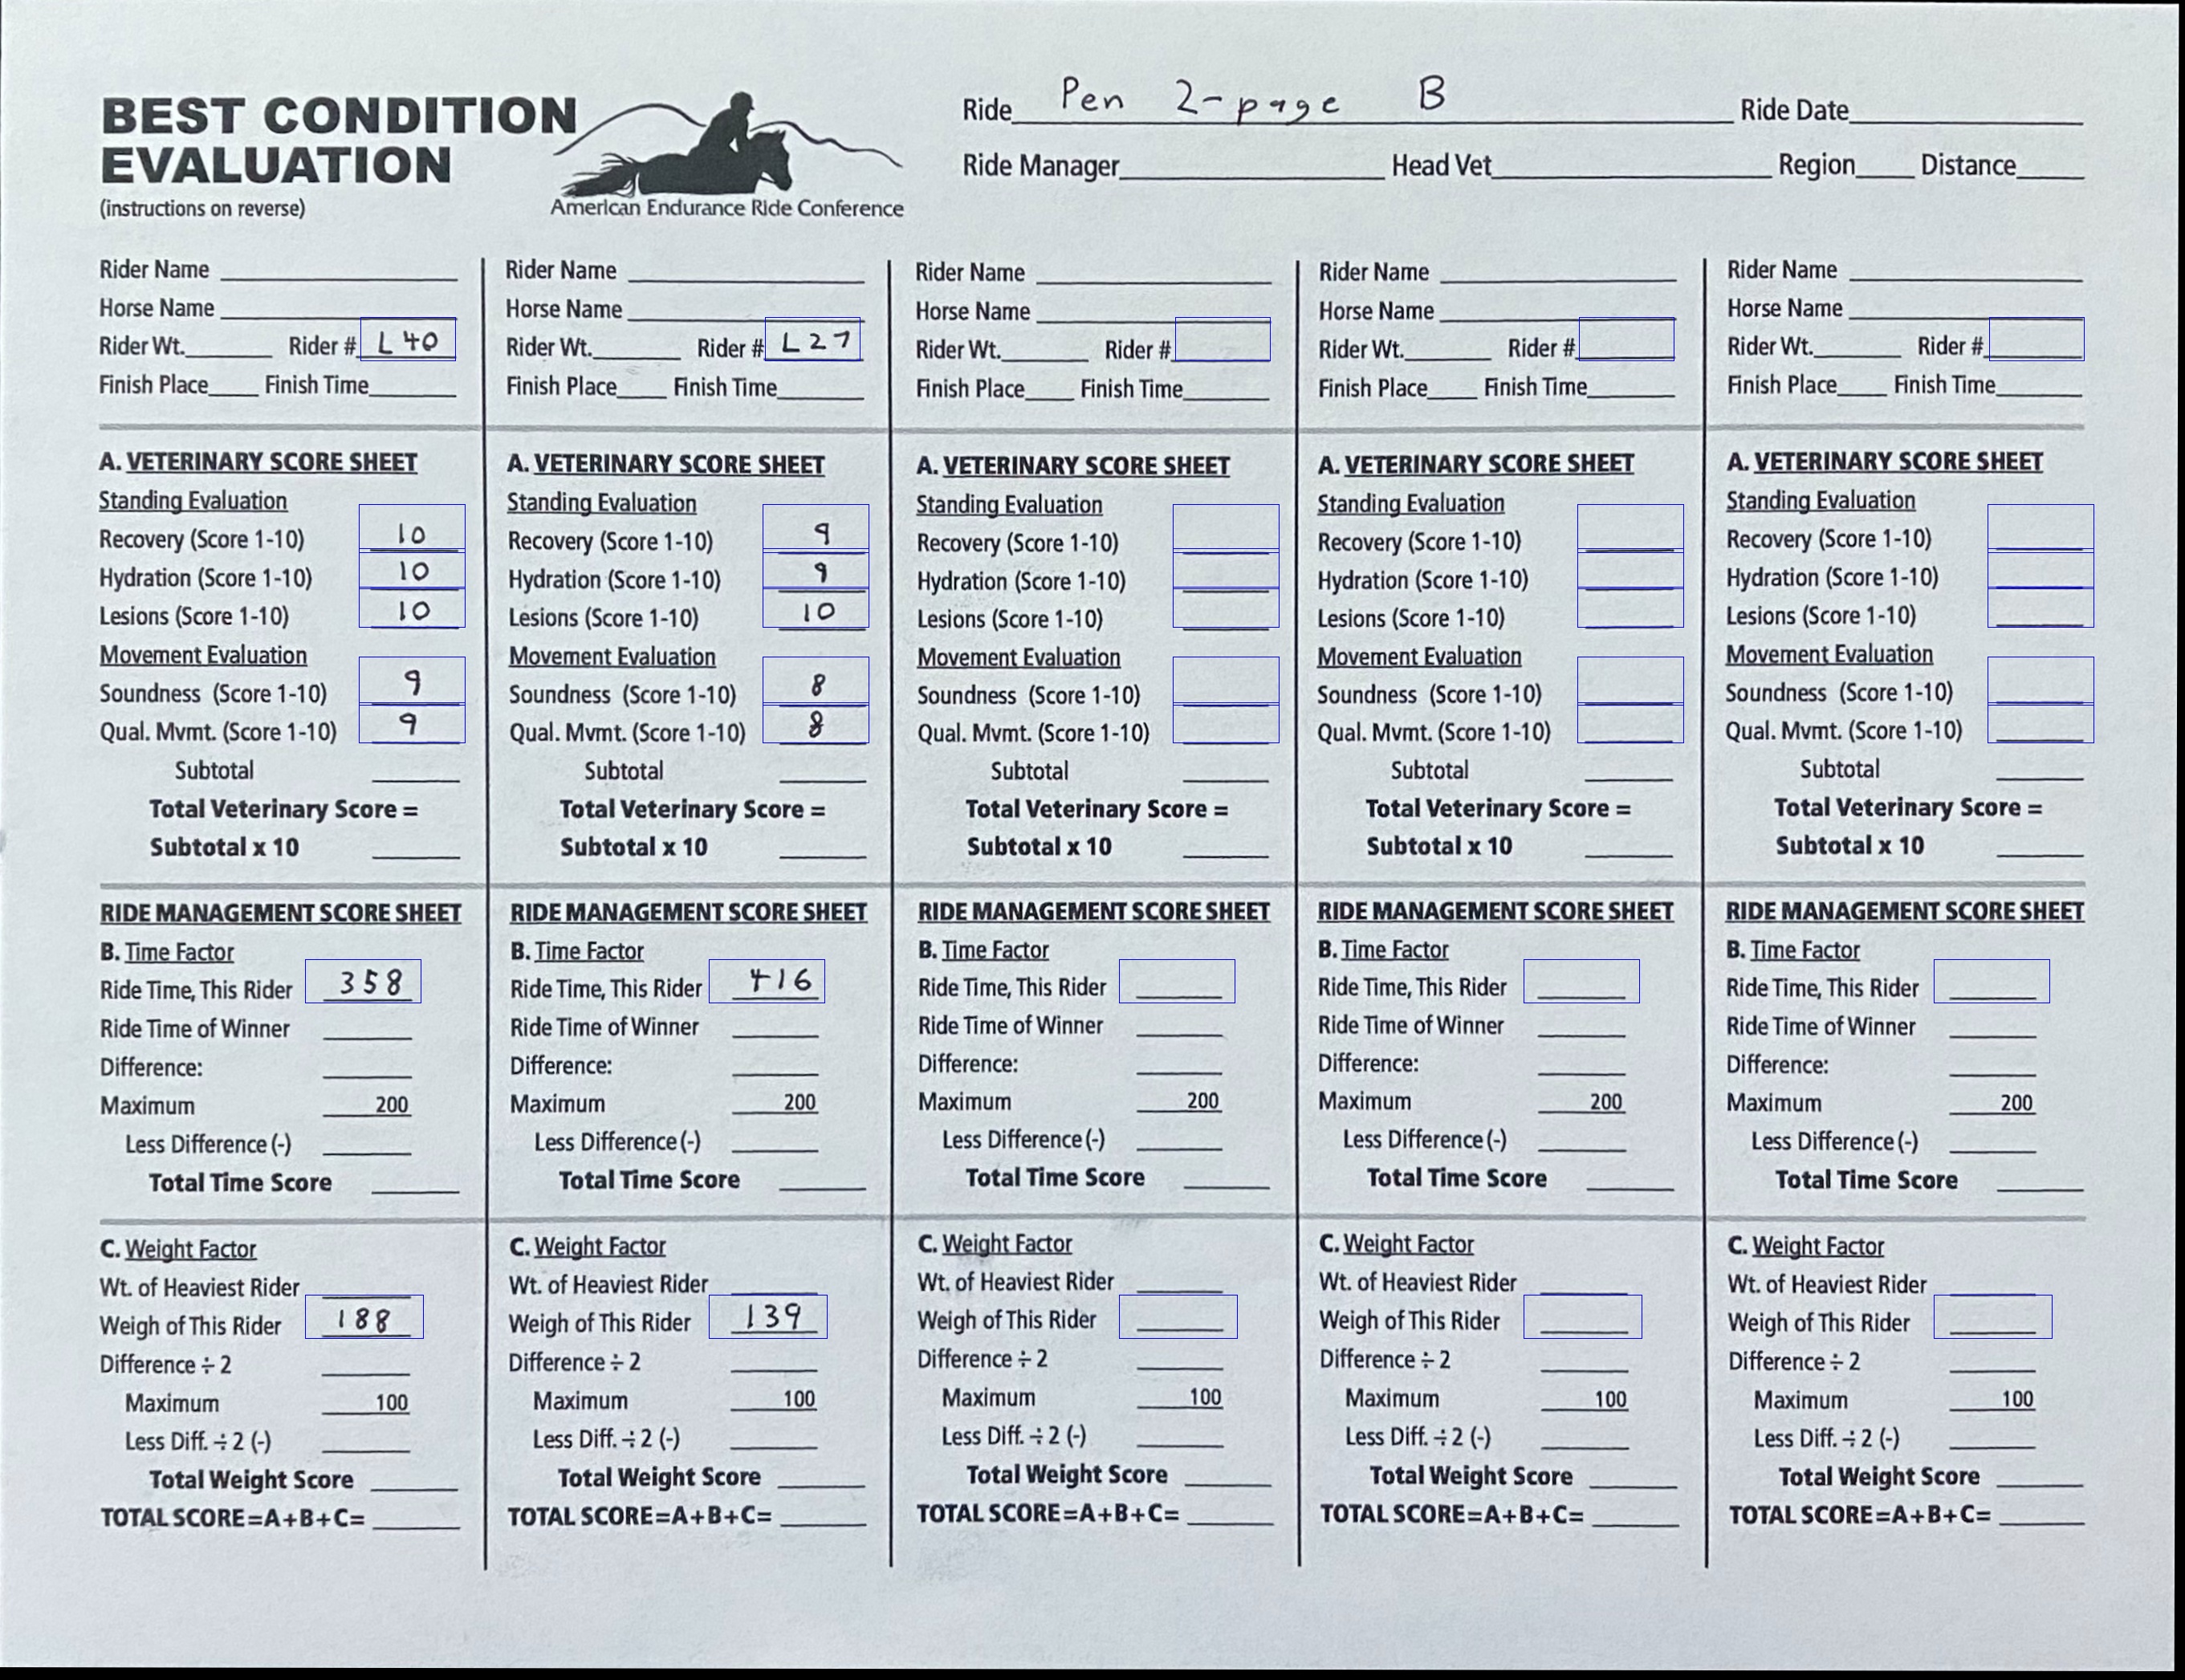 BEST CONDITION EVALUATION
(instructions on reverse)
American Endurance Ride Conference
Ride Pen 2-page B Ride Date
Ride Manager Head Vet Region Distance
Rider Name
Horse Name
Rider Wt. Rider # L40
Finish Place Finish Time
A. VETERINARY SCORE SHEET
Standing Evaluation
Recovery (Score 1-10) 10
Hydration (Score 1-10) 10
Lesions (Score 1-10) 10
Movement Evaluation
Soundness (Score 1-10) 9
Qual. Mvmt. (Score 1-10) 9
Subtotal
Total Veterinary Score =
Subtotal x 10
RIDE MANAGEMENT SCORE SHEET
B. Time Factor
Ride Time, This Rider 358
Ride Time of Winner
Difference:
Maximum 200
Less Difference (-)
Total Time Score
C. Weight Factor
Wt. of Heaviest Rider
Weigh of This Rider 188
Difference ÷ 2
Maximum 100
Less Diff. ÷ 2 (-)
Total Weight Score
TOTAL SCORE=A+B+C=
Rider Name
Horse Name
Rider Wt. Rider # L27
Finish Place Finish Time
A. VETERINARY SCORE SHEET
Standing Evaluation
Recovery (Score 1-10) 9
Hydration (Score 1-10) 9
Lesions (Score 1-10) 10
Movement Evaluation
Soundness (Score 1-10) 8
Qual. Mvmt. (Score 1-10) 8
Subtotal
Total Veterinary Score =
Subtotal x 10
RIDE MANAGEMENT SCORE SHEET
B. Time Factor
Ride Time, This Rider 416
Ride Time of Winner
Difference:
Maximum 200
Less Difference (-)
Total Time Score
C. Weight Factor
Wt. of Heaviest Rider
Weigh of This Rider 139
Difference ÷ 2
Maximum 100
Less Diff. ÷ 2 (-)
Total Weight Score
TOTAL SCORE=A+B+C=
Rider Name
Horse Name
Rider Wt. Rider #
Finish Place Finish Time
A. VETERINARY SCORE SHEET
Standing Evaluation
Recovery (Score 1-10)
Hydration (Score 1-10)
Lesions (Score 1-10)
Movement Evaluation
Soundness (Score 1-10)
Qual. Mvmt. (Score 1-10)
Subtotal
Total Veterinary Score =
Subtotal x 10
RIDE MANAGEMENT SCORE SHEET
B. Time Factor
Ride Time, This Rider
Ride Time of Winner
Difference:
Maximum 200
Less Difference (-)
Total Time Score
C. Weight Factor
Wt. of Heaviest Rider
Weigh of This Rider
Difference ÷ 2
Maximum 100
Less Diff. ÷ 2 (-)
Total Weight Score
TOTAL SCORE=A+B+C=
Rider Name
Horse Name
Rider Wt. Rider #
Finish Place Finish Time
A. VETERINARY SCORE SHEET
Standing Evaluation
Recovery (Score 1-10)
Hydration (Score 1-10)
Lesions (Score 1-10)
Movement Evaluation
Soundness (Score 1-10)
Qual. Mvmt. (Score 1-10)
Subtotal
Total Veterinary Score =
Subtotal x 10
RIDE MANAGEMENT SCORE SHEET
B. Time Factor
Ride Time, This Rider
Ride Time of Winner
Difference:
Maximum 200
Less Difference (-)
Total Time Score
C. Weight Factor
Wt. of Heaviest Rider
Weigh of This Rider
Difference ÷ 2
Maximum 100
Less Diff. ÷ 2 (-)
Total Weight Score
TOTAL SCORE=A+B+C=
Rider Name
Horse Name
Rider Wt. Rider #
Finish Place Finish Time
A. VETERINARY SCORE SHEET
Standing Evaluation
Recovery (Score 1-10)
Hydration (Score 1-10)
Lesions (Score 1-10)
Movement Evaluation
Soundness (Score 1-10)
Qual. Mvmt. (Score 1-10)
Subtotal
Total Veterinary Score =
Subtotal x 10
RIDE MANAGEMENT SCORE SHEET
B. Time Factor
Ride Time, This Rider
Ride Time of Winner
Difference:
Maximum 200
Less Difference (-)
Total Time Score
C. Weight Factor
Wt. of Heaviest Rider
Weigh of This Rider
Difference ÷ 2
Maximum 100
Less Diff. ÷ 2 (-)
Total Weight Score
TOTAL SCORE=A+B+C=